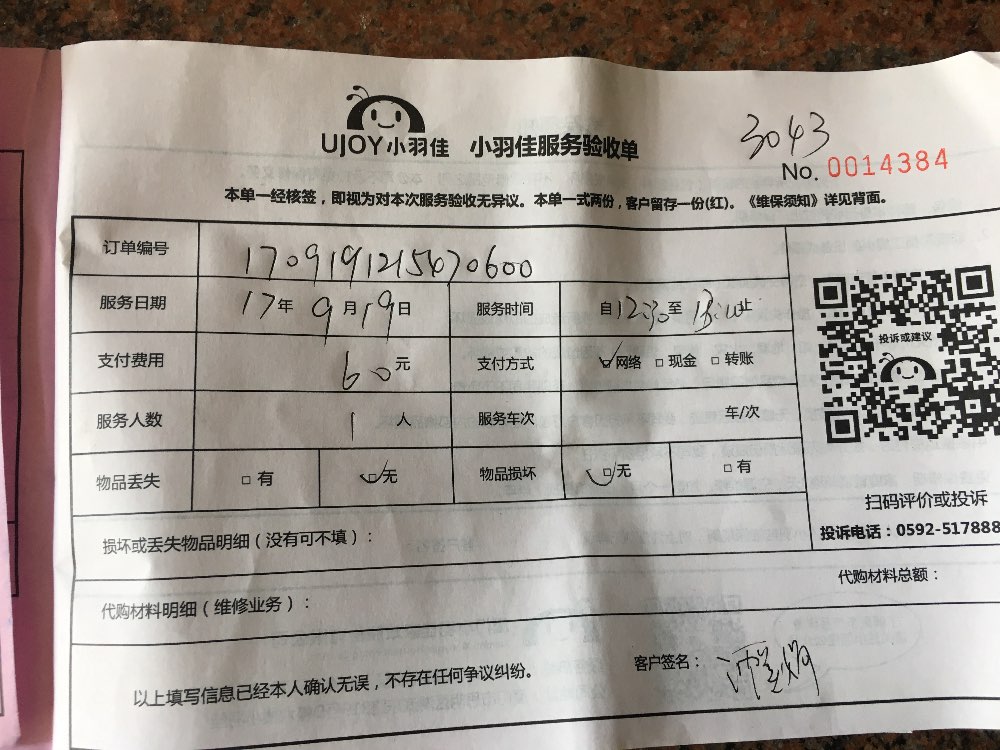 3043
UJOY小羽佳 小羽佳服务验收单
No. 0014384
本单一经核签，即视为对本次服务验收无异议。本单一式两份，客户留存一份(红)。《维保须知》详见背面。
订单编号 1709191215470600
服务日期 17年 9月19日 服务时间 自12:30至 止
支付费用 60元 支付方式 网络 □ 现金 □ 转账
服务人数 1 人 服务车次 车/次
物品丢失 □ 有 □ 无 物品损坏 □ 无 □ 有
投诉或建议
扫码评价或投诉
投诉电话：0592-517888
损坏或丢失物品明细（没有可不填）：
代购材料总额：
代购材料明细（维修业务）：
以上填写信息已经本人确认无误，不存在任何争议纠纷。
客户签名：